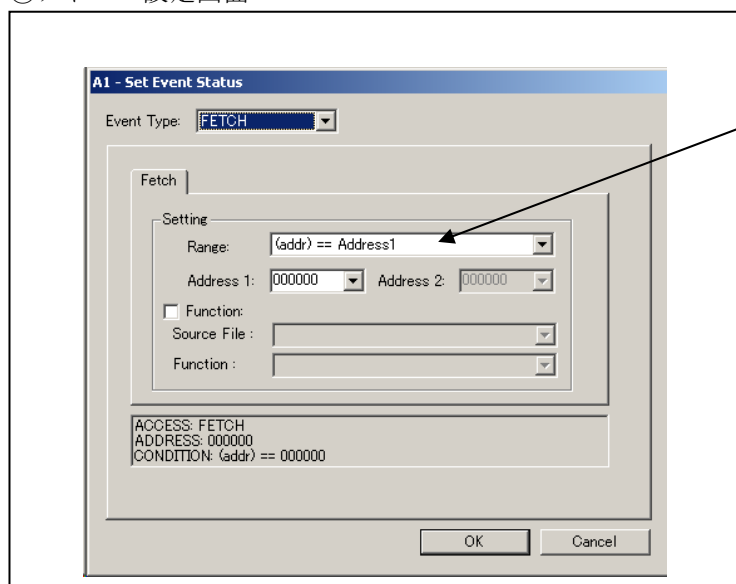 A1 - Set Event Status
Event Type: FETCH
Fetch
Setting
Range: (addr) == Address1
Address 1: 000000 Address 2: 000000
Function:
Source File :
Function :
ACCESS: FETCH
ADDRESS: 000000
CONDITION: (addr) == 000000
OK Cancel